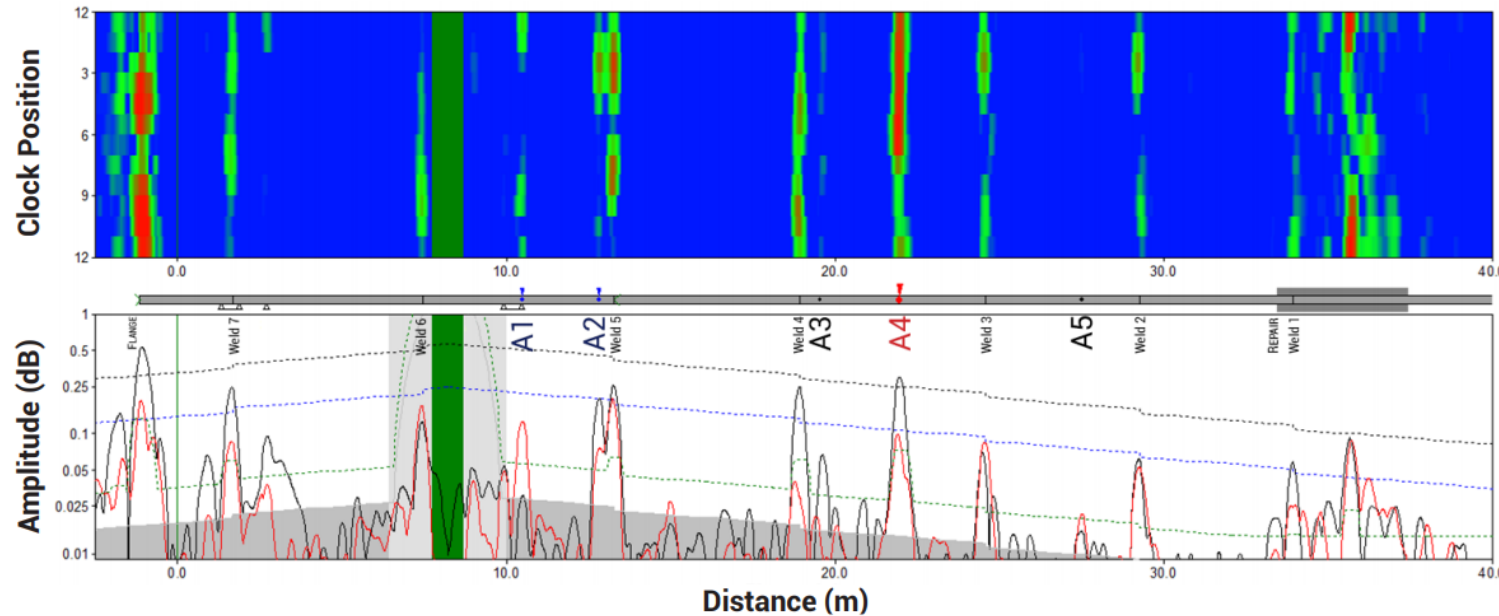 Clock Position
12
3
6
9
12
0.0
10.0
20.0
30.0
40.0
Amplitude (dB)
1
0.5
0.25
0.1
0.05
0.025
0.01
FLANGE
Weld 7
Weld 6
A1
A2
Weld 5
Weld 4
A3
A4
Weld 3
A5
Weld 2
REPAIR
Weld 1
0.0
10.0
20.0
30.0
40.0
Distance (m)